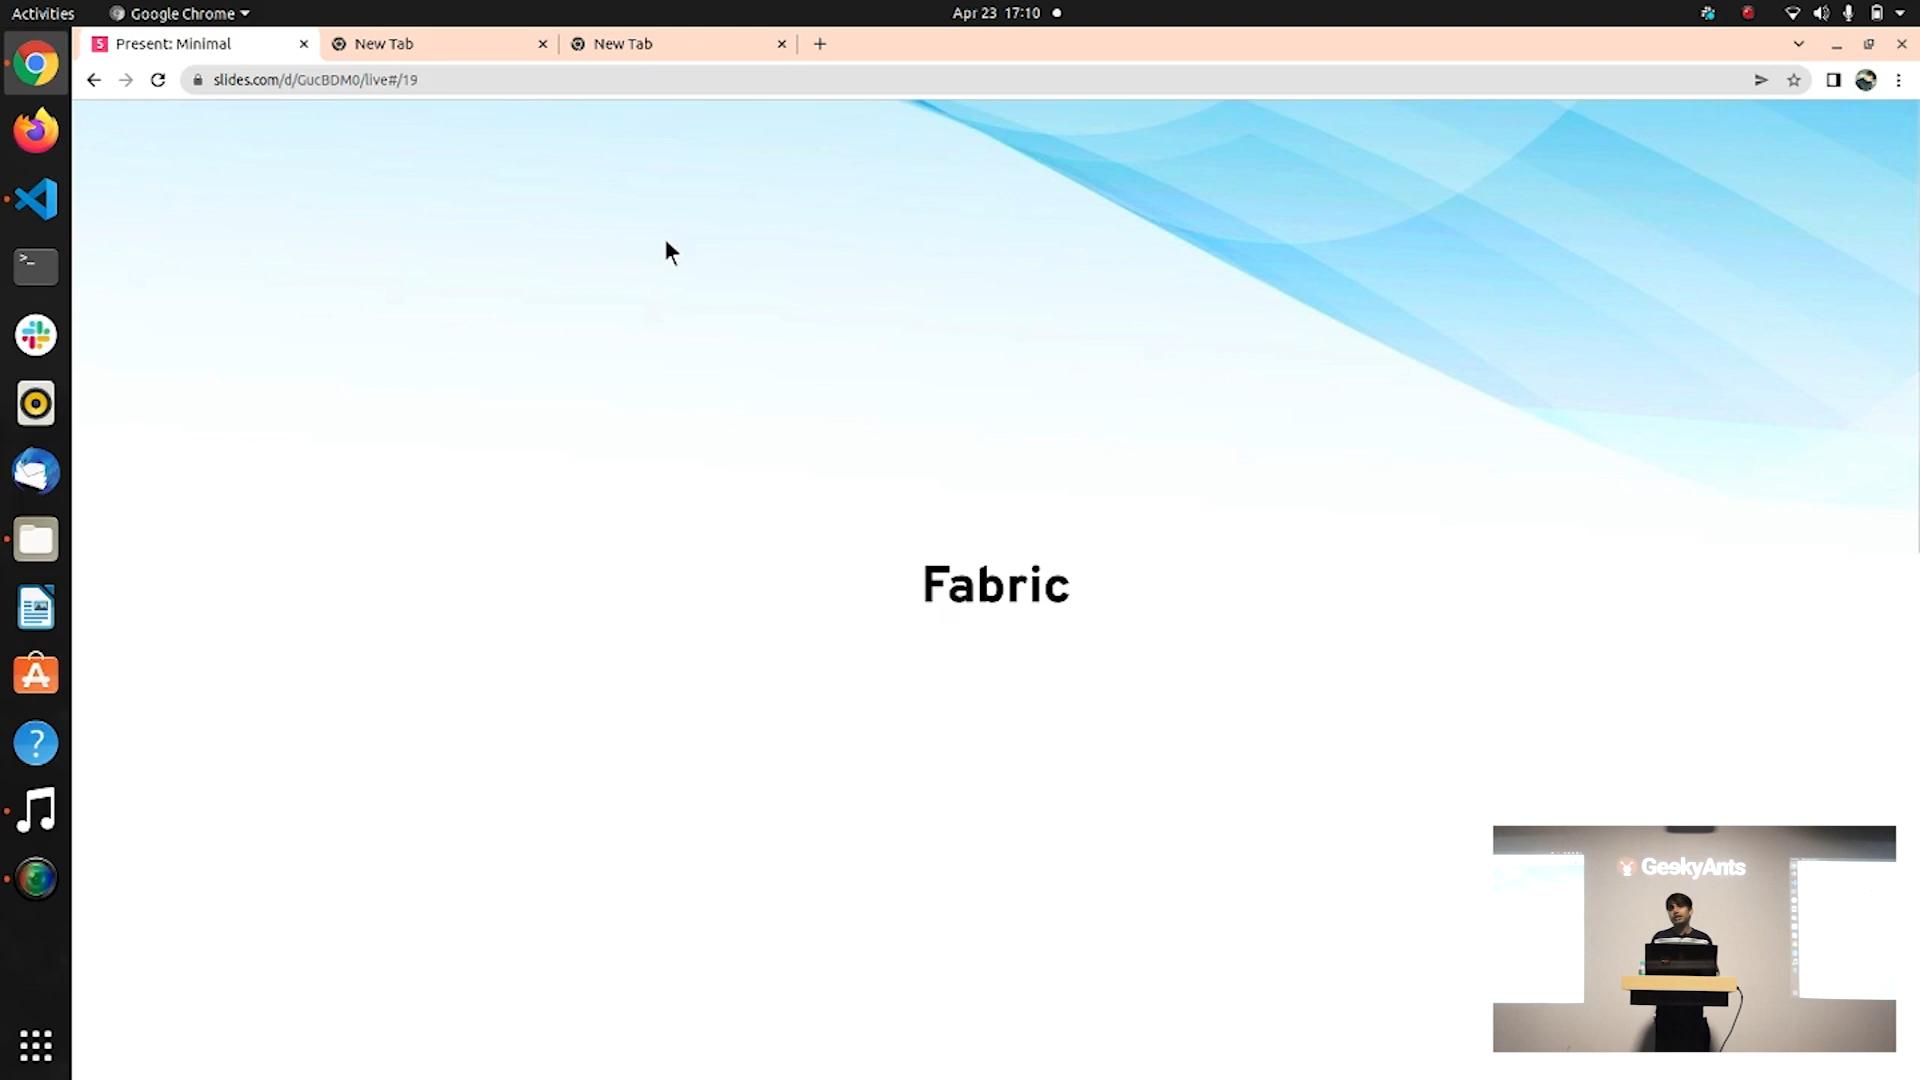 Activities
Google Chrome
Apr 23 17:10
Present: Minimal
New Tab
New Tab
slides.com/d/GucBDM0/live#/19
Fabric
GeekyAnts